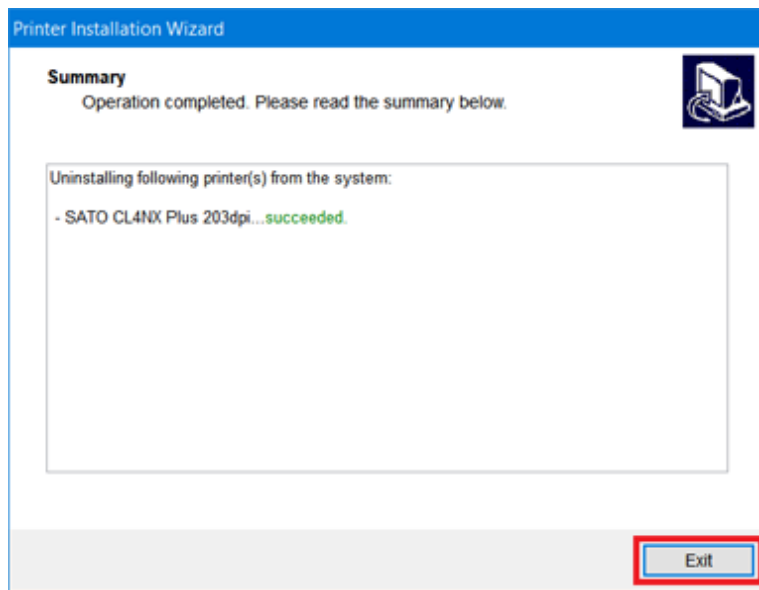 Printer Installation Wizard
Summary
Operation completed. Please read the summary below.
Uninstalling following printer(s) from the system:
- SATO CL4NX Plus 203dpi...succeeded.
Exit